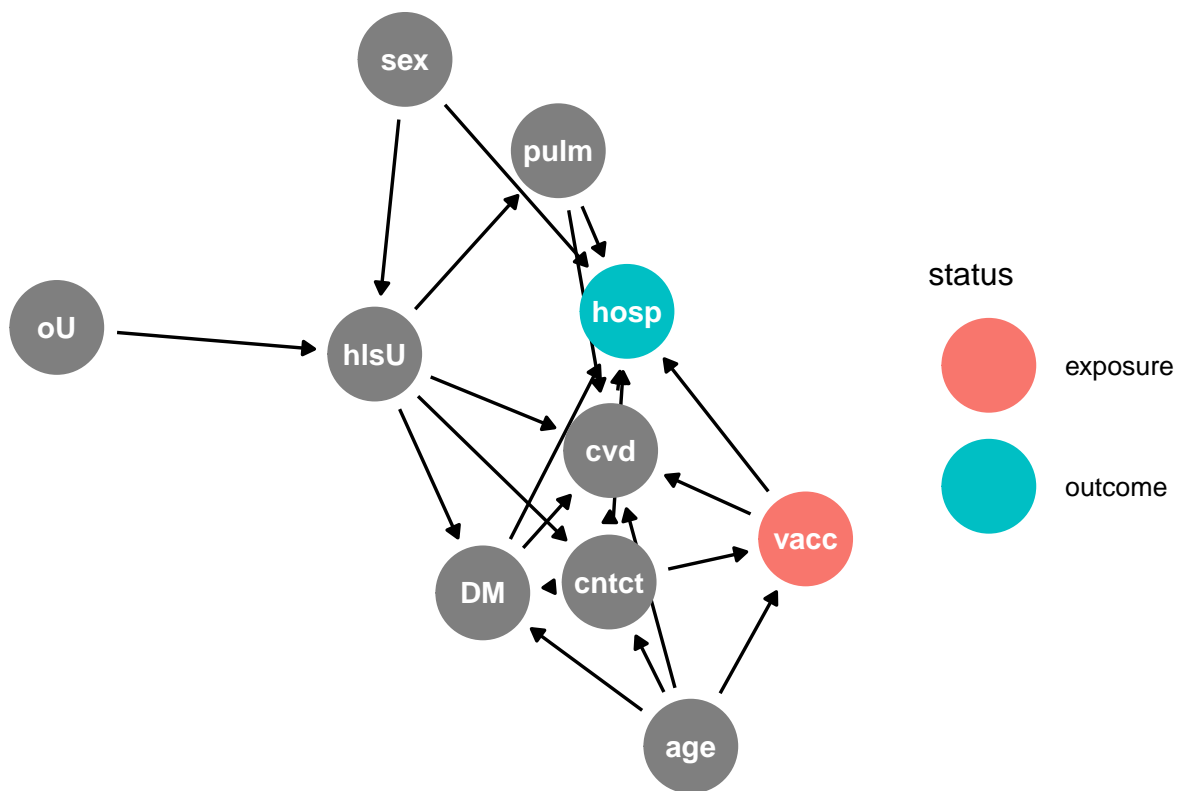 sex
pulm
oU
hlsU
hosp
cvd
DM
cntct
vacc
age
status
exposure
outcome